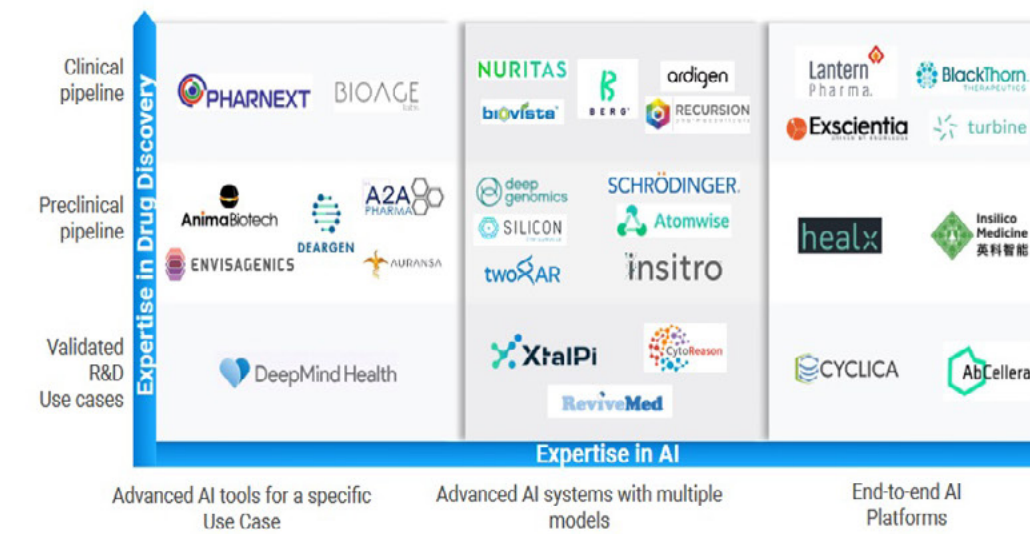 Clinical
pipeline
PHARNEXT
BIOAGE
labs
NURITAS
BERG
ardigen
biovista
RECURSION
Lantern
Pharma.
BlackThorn
THERAPEUTICS
Exscientia
turbine
Expertise in Drug Discovery
Preclinical
pipeline
AnimaBiotech
DEARGEN
A2A
PHARMA
ENVISAGENICS
AURANSA
deep
genomics
SCHRÖDINGER.
SILICON
Atomwise
twoXAR
insitro
healx
Insilico
Medicine
英科智能
Validated
R&D
Use cases
DeepMind Health
XtalPi
CytoReason
ReviveMed
CYCLICA
AbCellera
Expertise in AI
Advanced AI tools for a specific
Use Case
Advanced AI systems with multiple
models
End-to-end AI
Platforms